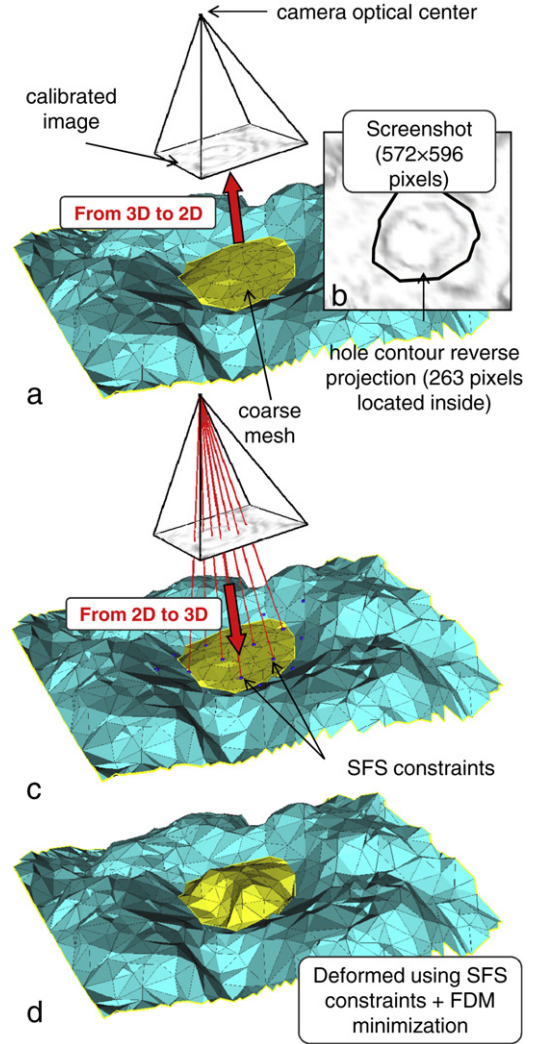 camera optical center
calibrated
image
Screenshot
(572×596
pixels)
From 3D to 2D
b
hole contour reverse
projection (263 pixels
located inside)
a
coarse
mesh
From 2D to 3D
SFS constraints
c
Deformed using SFS
constraints + FDM
minimization
d